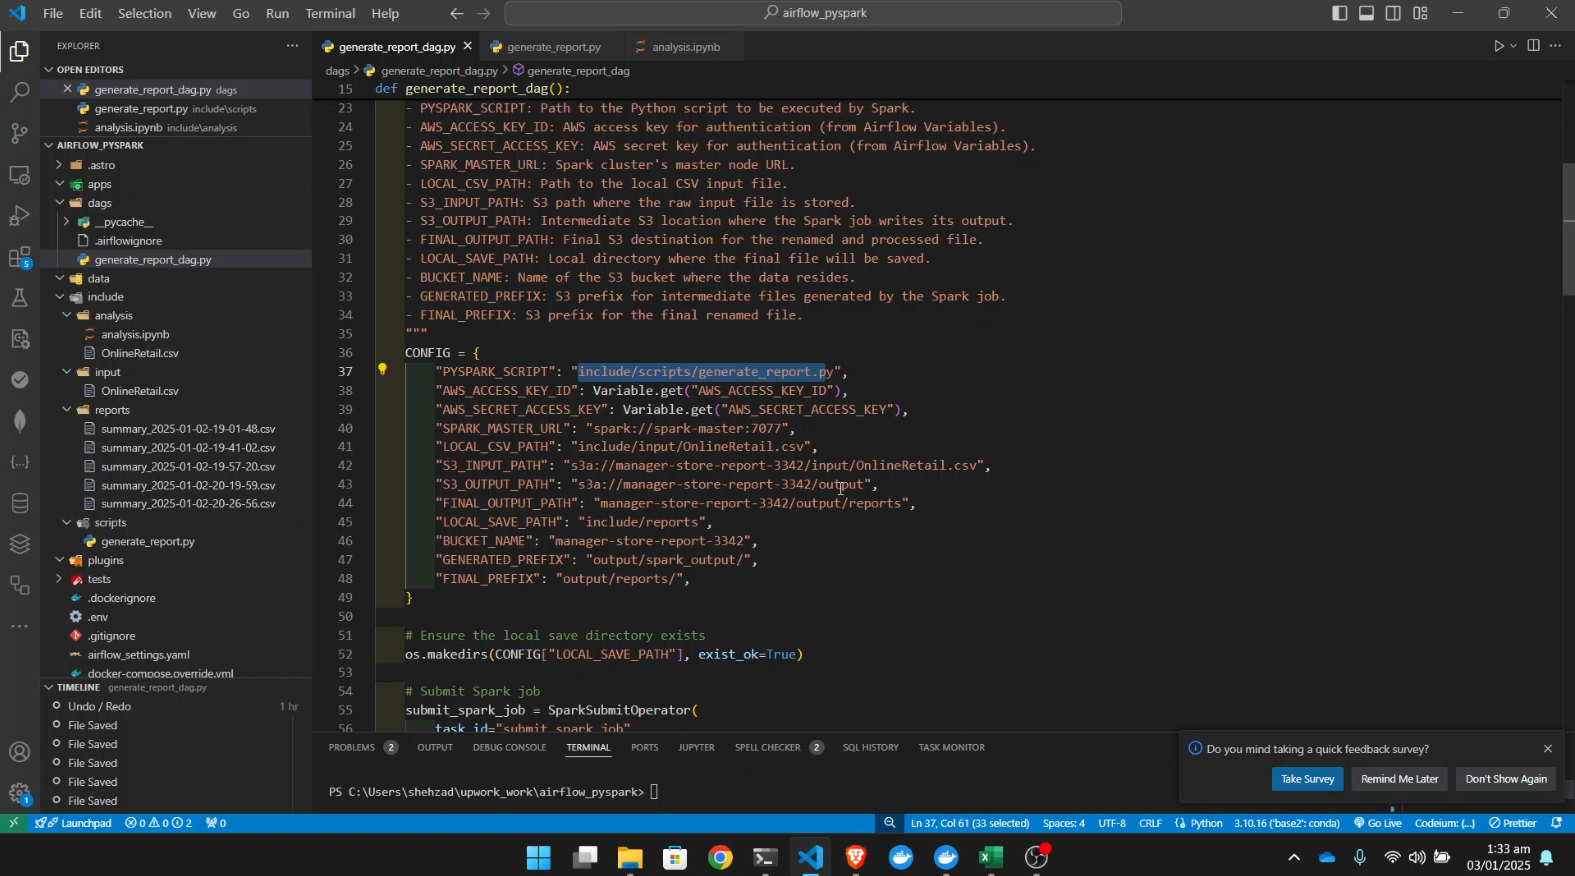 File Edit Selection View Go Run Terminal Help
airflow_pyspark
EXPLORER
OPEN EDITORS
generate_report_dag.py dags
generate_report.py include\scripts
analysis.ipynb include\analysis
AIRFLOW_PYSPARK
.astro
apps
dags
__pycache__
.airflowignore
generate_report_dag.py
data
include
analysis
analysis.ipynb
OnlineRetail.csv
input
OnlineRetail.csv
reports
summary_2025-01-02-19-01-48.csv
summary_2025-01-02-19-41-02.csv
summary_2025-01-02-19-57-20.csv
summary_2025-01-02-20-19-59.csv
summary_2025-01-02-20-26-56.csv
scripts
generate_report.py
plugins
tests
.dockerignore
.env
.gitignore
airflow_settings.yaml
docker-compose.override.yml
TIMELINE generate_report_dag.py
Undo / Redo 1 hr
File Saved
File Saved
File Saved
File Saved
File Saved
generate_report_dag.py generate_report.py analysis.ipynb
dags > generate_report_dag.py > generate_report_dag
15 def generate_report_dag():
23 - PYSPARK_SCRIPT: Path to the Python script to be executed by Spark.
24 - AWS_ACCESS_KEY_ID: AWS access key for authentication (from Airflow Variables).
25 - AWS_SECRET_ACCESS_KEY: AWS secret key for authentication (from Airflow Variables).
26 - SPARK_MASTER_URL: Spark cluster's master node URL.
27 - LOCAL_CSV_PATH: Path to the local CSV input file.
28 - S3_INPUT_PATH: S3 path where the raw input file is stored.
29 - S3_OUTPUT_PATH: Intermediate S3 location where the Spark job writes its output.
30 - FINAL_OUTPUT_PATH: Final S3 destination for the renamed and processed file.
31 - LOCAL_SAVE_PATH: Local directory where the final file will be saved.
32 - BUCKET_NAME: Name of the S3 bucket where the data resides.
33 - GENERATED_PREFIX: S3 prefix for intermediate files generated by the Spark job.
34 - FINAL_PREFIX: S3 prefix for the final renamed file.
35 """
36 CONFIG = {
37 "PYSPARK_SCRIPT": "include/scripts/generate_report.py",
38 "AWS_ACCESS_KEY_ID": Variable.get("AWS_ACCESS_KEY_ID"),
39 "AWS_SECRET_ACCESS_KEY": Variable.get("AWS_SECRET_ACCESS_KEY"),
40 "SPARK_MASTER_URL": "spark://spark-master:7077",
41 "LOCAL_CSV_PATH": "include/input/OnlineRetail.csv",
42 "S3_INPUT_PATH": "s3a://manager-store-report-3342/input/OnlineRetail.csv",
43 "S3_OUTPUT_PATH": "s3a://manager-store-report-3342/output",
44 "FINAL_OUTPUT_PATH": "manager-store-report-3342/output/reports",
45 "LOCAL_SAVE_PATH": "include/reports",
46 "BUCKET_NAME": "manager-store-report-3342",
47 "GENERATED_PREFIX": "output/spark_output/",
48 "FINAL_PREFIX": "output/reports/",
49 }
50
51 # Ensure the local save directory exists
52 os.makedirs(CONFIG["LOCAL_SAVE_PATH"], exist_ok=True)
53
54 # Submit Spark job
55 submit_spark_job = SparkSubmitOperator(
56 task_id="submit_spark_job"
PROBLEMS 2 OUTPUT DEBUG CONSOLE TERMINAL PORTS JUPYTER SPELL CHECKER 2 SQL HISTORY TASK MONITOR
PS C:\Users\shehzad\upwork_work\airflow_pyspark>
Do you mind taking a quick feedback survey?
Take Survey Remind Me Later Don't Show Again
5
1
Launchpad 0 0 2 0 Ln 37, Col 61 (33 selected) Spaces: 4 UTF-8 CRLF Python 3.10.16 ('base2': conda) Go Live Codeium: {...} Prettier
1:33 am
03/01/2025